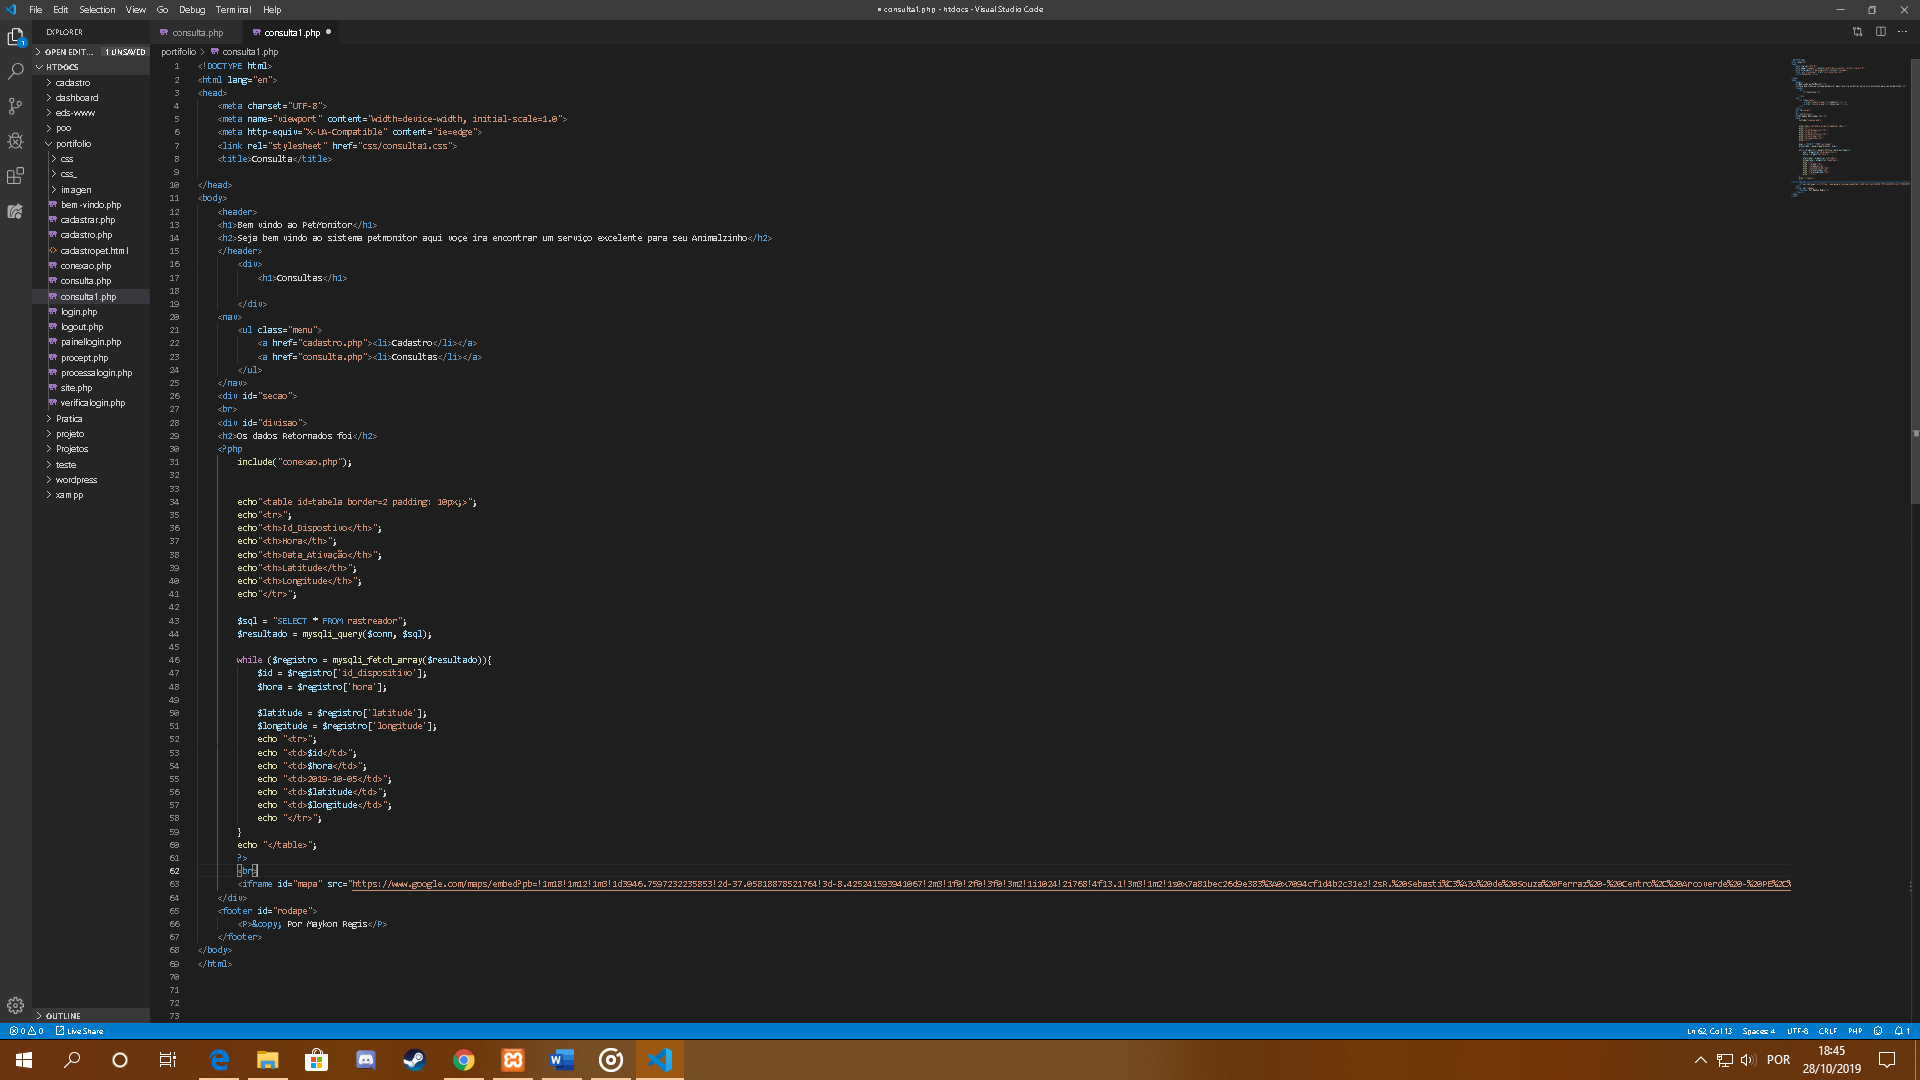 File Edit Selection View Go Debug Terminal Help
● consulta1.php - htdocs - Visual Studio Code
EXPLORER
OPEN EDIT... 1 UNSAVED
HTDOCS
cadastro
dashboard
eds-www
poo
portifolio
css
css_
imagen
bem-vindo.php
cadastrar.php
cadastro.php
cadastropet.html
conexao.php
consulta.php
consulta1.php
login.php
logout.php
painellogin.php
procept.php
processalogin.php
site.php
verificalogin.php
Pratica
projeto
Projetos
teste
wordpress
xampp
OUTLINE
consulta.php consulta1.php
portifolio > consulta1.php
1 <!DOCTYPE html>
2 <html lang="en">
3 <head>
4 <meta charset="UTF-8">
5 <meta name="viewport" content="width=device-width, initial-scale=1.0">
6 <meta http-equiv="X-UA-Compatible" content="ie=edge">
7 <link rel="stylesheet" href="css/consulta1.css">
8 <title>Consulta</title>
9
10 </head>
11 <body>
12 <header>
13 <h1>Bem vindo ao PetMonitor</h1>
14 <h2>Seja bem vindo ao sistema petmonitor aqui voçe ira encontrar um serviço excelente para seu Animalzinho</h2>
15 </header>
16 <div>
17 <h1>Consultas</h1>
18
19 </div>
20 <nav>
21 <ul class="menu">
22 <a href="cadastro.php"><li>Cadastro</li></a>
23 <a href="consulta.php"><li>Consultas</li></a>
24 </ul>
25 </nav>
26 <div id="secao">
27 <br>
28 <div id="divisao">
29 <h2>Os dados Retornados foi</h2>
30 <?php
31 include("conexao.php");
32
33
34 echo"<table id=tabela border=2 padding: 10px;>";
35 echo"<tr>";
36 echo"<th>Id_Dispostivo</th>";
37 echo"<th>Hora</th>";
38 echo"<th>Data_Ativação</th>";
39 echo"<th>Latitude</th>";
40 echo"<th>Longitude</th>";
41 echo"</tr>";
42
43 $sql = "SELECT * FROM rastreador";
44 $resultado = mysqli_query($conn, $sql);
45
46 while ($registro = mysqli_fetch_array($resultado)){
47 $id = $registro['id_dispositivo'];
48 $hora = $registro['hora'];
49
50 $latitude = $registro['latitude'];
51 $longitude = $registro['longitude'];
52 echo "<tr>";
53 echo "<td>$id</td>";
54 echo "<td>$hora</td>";
55 echo "<td>2019-10-05</td>";
56 echo "<td>$latitude</td>";
57 echo "<td>$longitude</td>";
58 echo "</tr>";
59 }
60 echo "</table>";
61 ?>
62 <br>
63 <iframe id="mapa" src="https://www.google.com/maps/embed?pb=!1m18!1m12!1m3!1d3946.7597232235853!2d-37.05818878521764!3d-8.425241593941067!2m3!1f0!2f0!3f0!3m2!1i1024!2i768!4f13.1!3m3!1m2!1s0x7a81bec26d9e383%3A0x7094cf1d4b2c31e2!2sR.%20Sebasti%C3%A3o%20de%20Souza%20Ferraz%20-%20Centro%2C%20Arcoverde%20-%20PE%2C%
64 </div>
65 <footer id="rodape">
66 <P>&copy; Por Maykon Regis</P>
67 </footer>
68 </body>
69 </html>
70
71
72
73
0 0 Live Share
Ln 62, Col 13 Spaces: 4 UTF-8 CRLF PHP 1
POR
18:45
28/10/2019